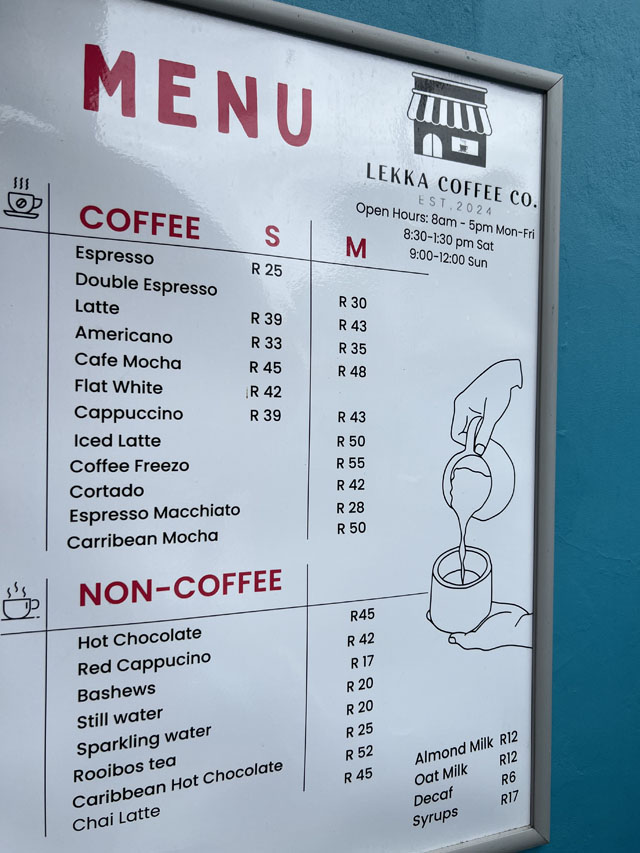 MENU
LEKKA COFFEE CO.
EST.2024
Open Hours: 8am - 5pm Mon-Fri
8:30-1:30 pm Sat
9:00-12:00 Sun
COFFEE S M
Espresso R 25
Double Espresso R 30
Latte R 39 R 43
Americano R 33 R 35
Cafe Mocha R 45 R 48
Flat White R 42
Cappuccino R 39 R 43
Iced Latte R 50
Coffee Freezo R 55
Cortado R 42
Espresso Macchiato R 28
Carribean Mocha R 50
NON-COFFEE
Hot Chocolate R45
Red Cappucino R 42
Bashews R 17
Still water R 20
Sparkling water R 20
Rooibos tea R 25
Caribbean Hot Chocolate R 52
Chai Latte R 45
Almond Milk R12
Oat Milk R12
Decaf R6
Syrups R17